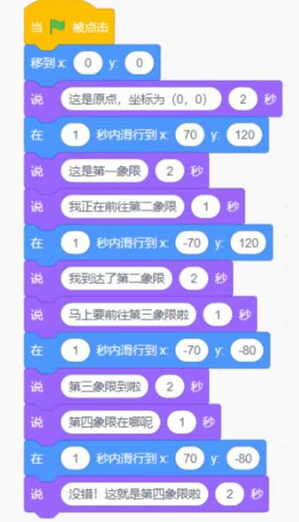 当 被点击
移到 x: 0 y: 0
说 这是原点，坐标为（0，0） 2 秒
在 1 秒内滑行到 x: 70 y: 120
说 这是第一象限 2 秒
说 我正在前往第二象限 1 秒
在 1 秒内滑行到 x: -70 y: 120
说 我到达了第二象限 2 秒
说 马上要前往第三象限啦 1 秒
在 1 秒内滑行到 x: -70 y: -80
说 第三象限到啦 2 秒
说 第四象限在哪呢 1 秒
在 1 秒内滑行到 x: 70 y: -80
说 没错！这就是第四象限啦 2 秒